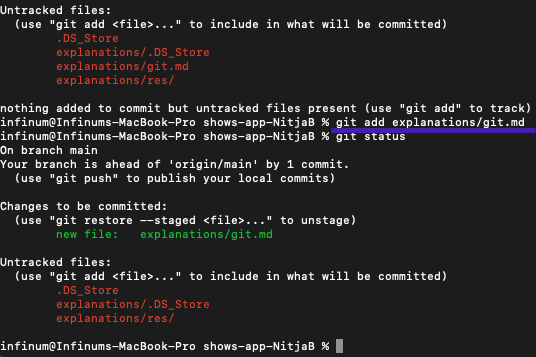 Untracked files:
(use "git add <file>..." to include in what will be committed)
.DS_Store
explanations/.DS_Store
explanations/git.md
explanations/res/
nothing added to commit but untracked files present (use "git add" to track)
infinum@Infinums-MacBook-Pro shows-app-NitjaB % git add explanations/git.md
infinum@Infinums-MacBook-Pro shows-app-NitjaB % git status
On branch main
Your branch is ahead of 'origin/main' by 1 commit.
(use "git push" to publish your local commits)
Changes to be committed:
(use "git restore --staged <file>..." to unstage)
new file:   explanations/git.md
Untracked files:
(use "git add <file>..." to include in what will be committed)
.DS_Store
explanations/.DS_Store
explanations/res/
infinum@Infinums-MacBook-Pro shows-app-NitjaB %